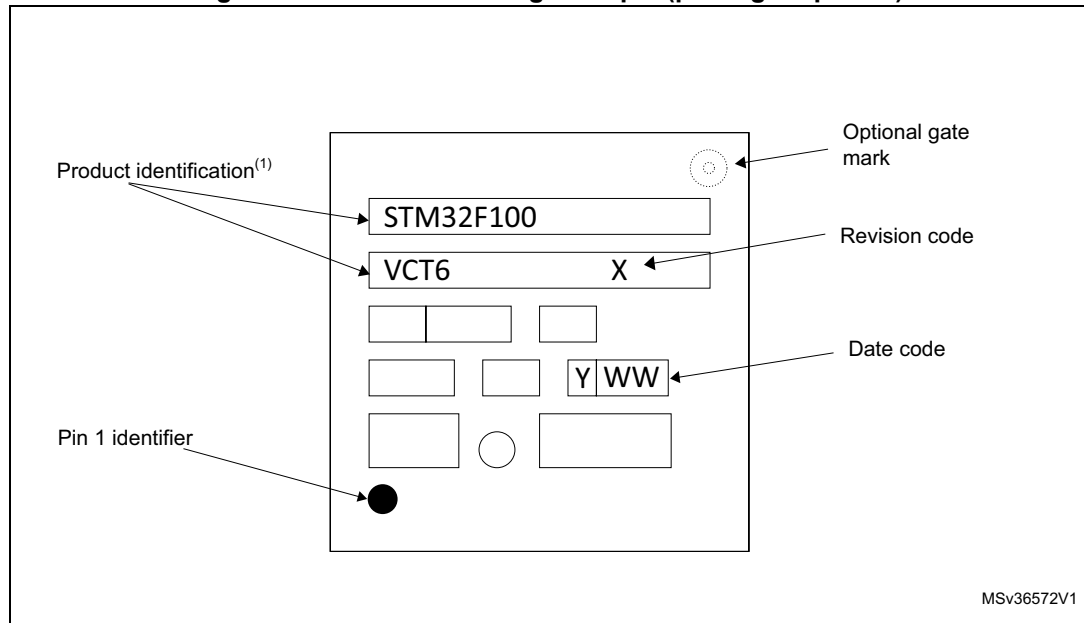 Optional gate
mark
Product identification(1)
STM32F100
Revision code
VCT6 X
Date code
Y WW
Pin 1 identifier
MSv36572V1